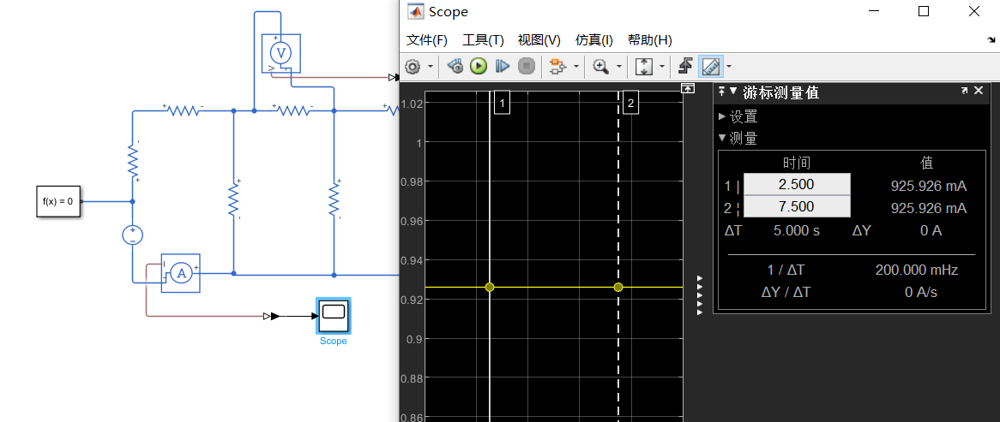 Scope
文件(F) 工具(T) 视图(V) 仿真(I) 帮助(H)
V
V
f(x) = 0
A
I
Scope
1.02
1
0.98
0.96
0.94
0.92
0.9
0.88
0.86
1
2
游标测量值
设置
测量
时间 值
1 | 2.500 925.926 mA
2 ¦ 7.500 925.926 mA
ΔT 5.000 s ΔY 0 A
1 / ΔT 200.000 mHz
ΔY / ΔT 0 A/s